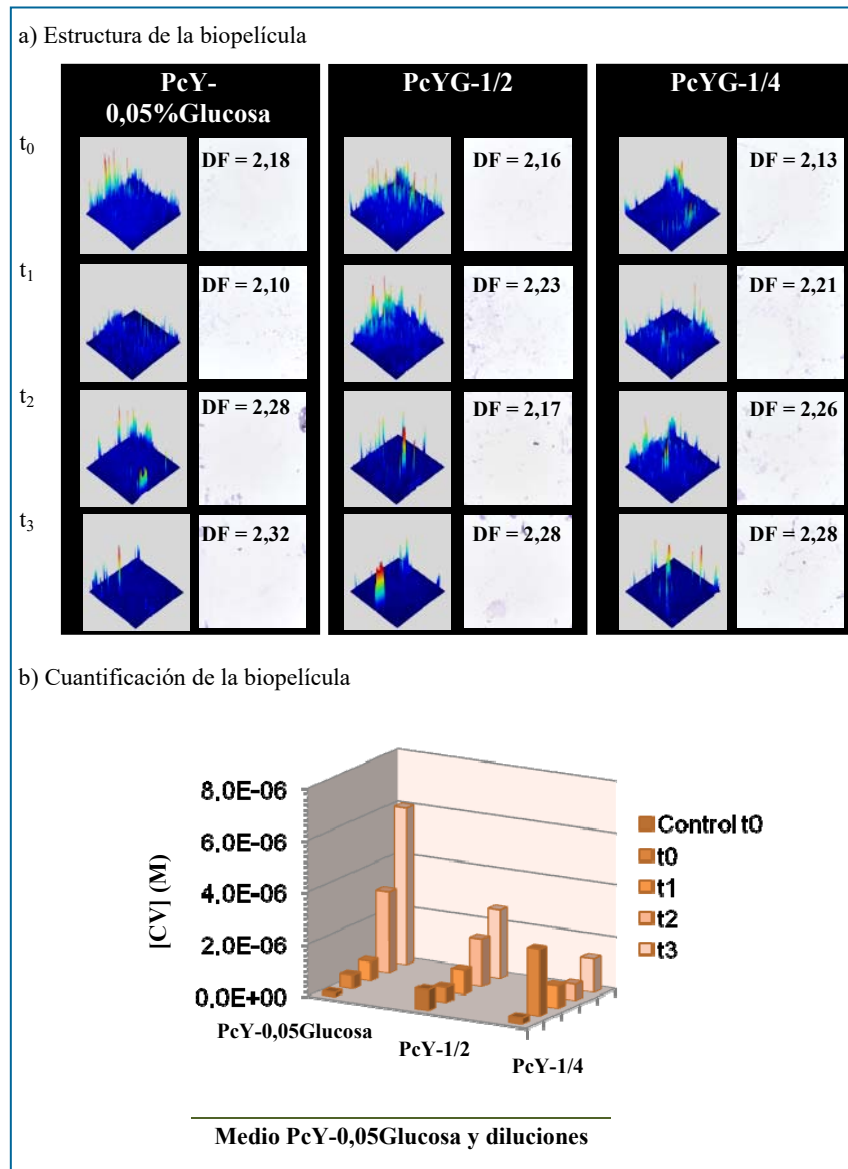 a) Estructura de la biopelícula
PcY-
0,05%Glucosa
PcYG-1/2
PcYG-1/4
t0
DF = 2,18
DF = 2,16
DF = 2,13
t1
DF = 2,10
DF = 2,23
DF = 2,21
t2
DF = 2,28
DF = 2,17
DF = 2,26
t3
DF = 2,32
DF = 2,28
DF = 2,28
b) Cuantificación de la biopelícula
8,0E-06
6,0E-06
4,0E-06
2,0E-06
0,0E+00
[CV] (M)
PcY-0,05Glucosa
PcY-1/2
PcY-1/4
Control t0
t0
t1
t2
t3
Medio PcY-0,05Glucosa y diluciones